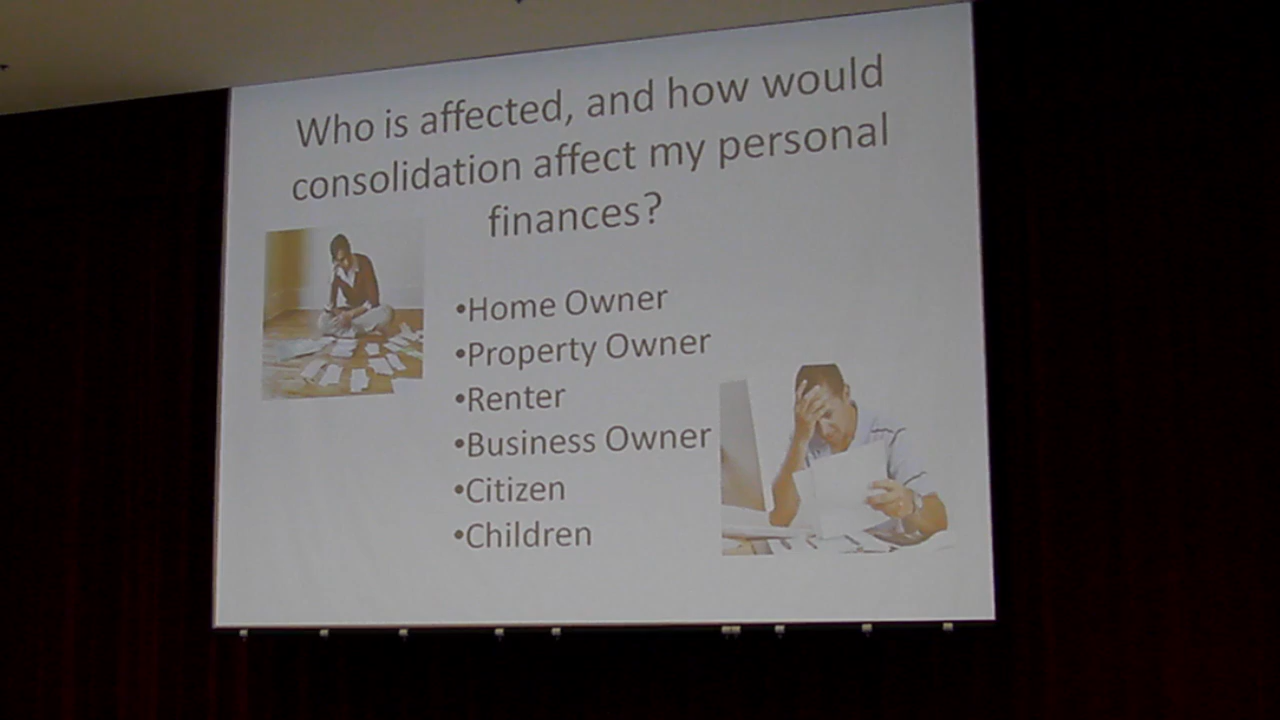 Who is affected, and how would
consolidation affect my personal
finances?
•Home Owner
•Property Owner
•Renter
•Business Owner
•Citizen
•Children